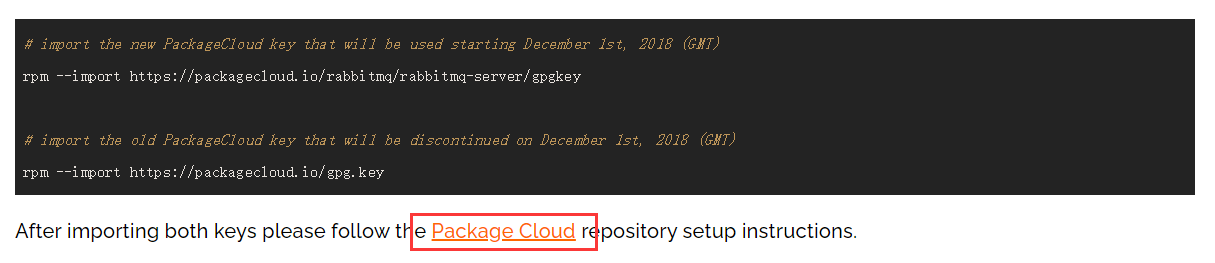 # import the new PackageCloud key that will be used starting December 1st, 2018 (GMT)
rpm --import https://packagecloud.io/rabbitmq/rabbitmq-server/gpgkey
# import the old PackageCloud key that will be discontinued on December 1st, 2018 (GMT)
rpm --import https://packagecloud.io/gpg.key
After importing both keys please follow the Package Cloud repository setup instructions.